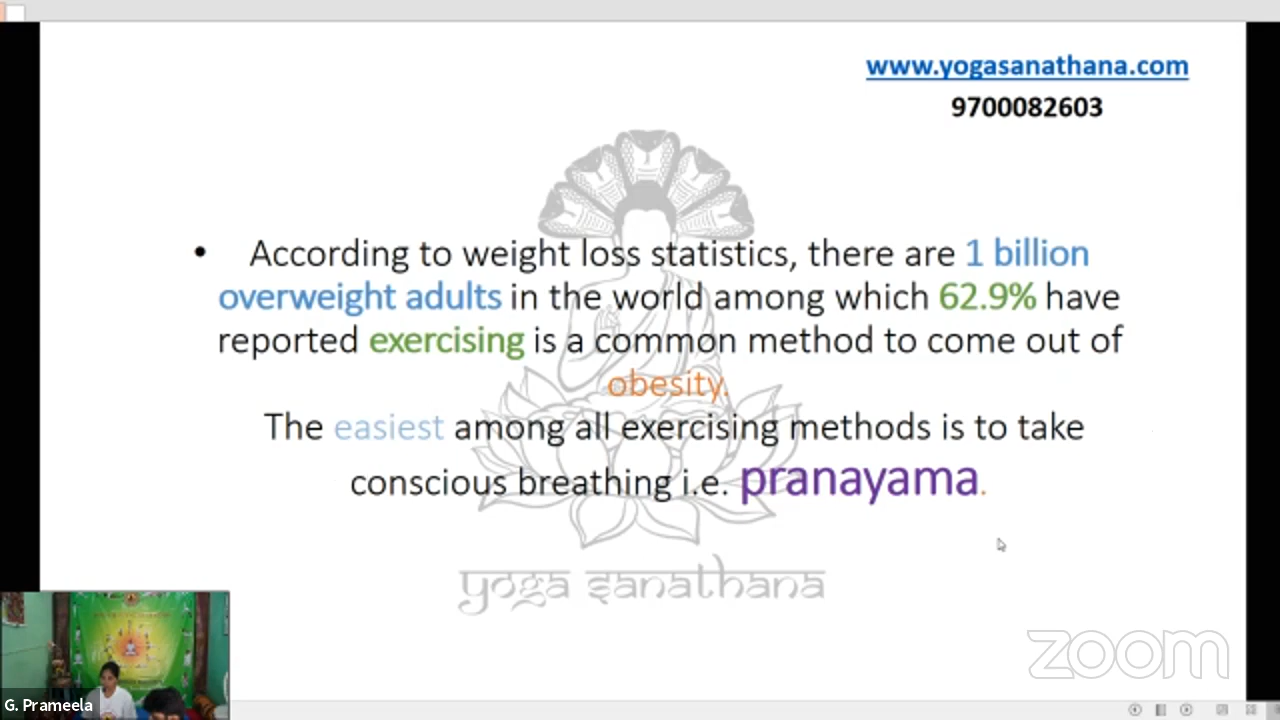 www.yogasanathana.com
9700082603
• According to weight loss statistics, there are 1 billion
overweight adults in the world among which 62.9% have
reported exercising is a common method to come out of
obesity.
The easiest among all exercising methods is to take
conscious breathing i.e. pranayama.
yoga sanathana
zoom
G. Prameela